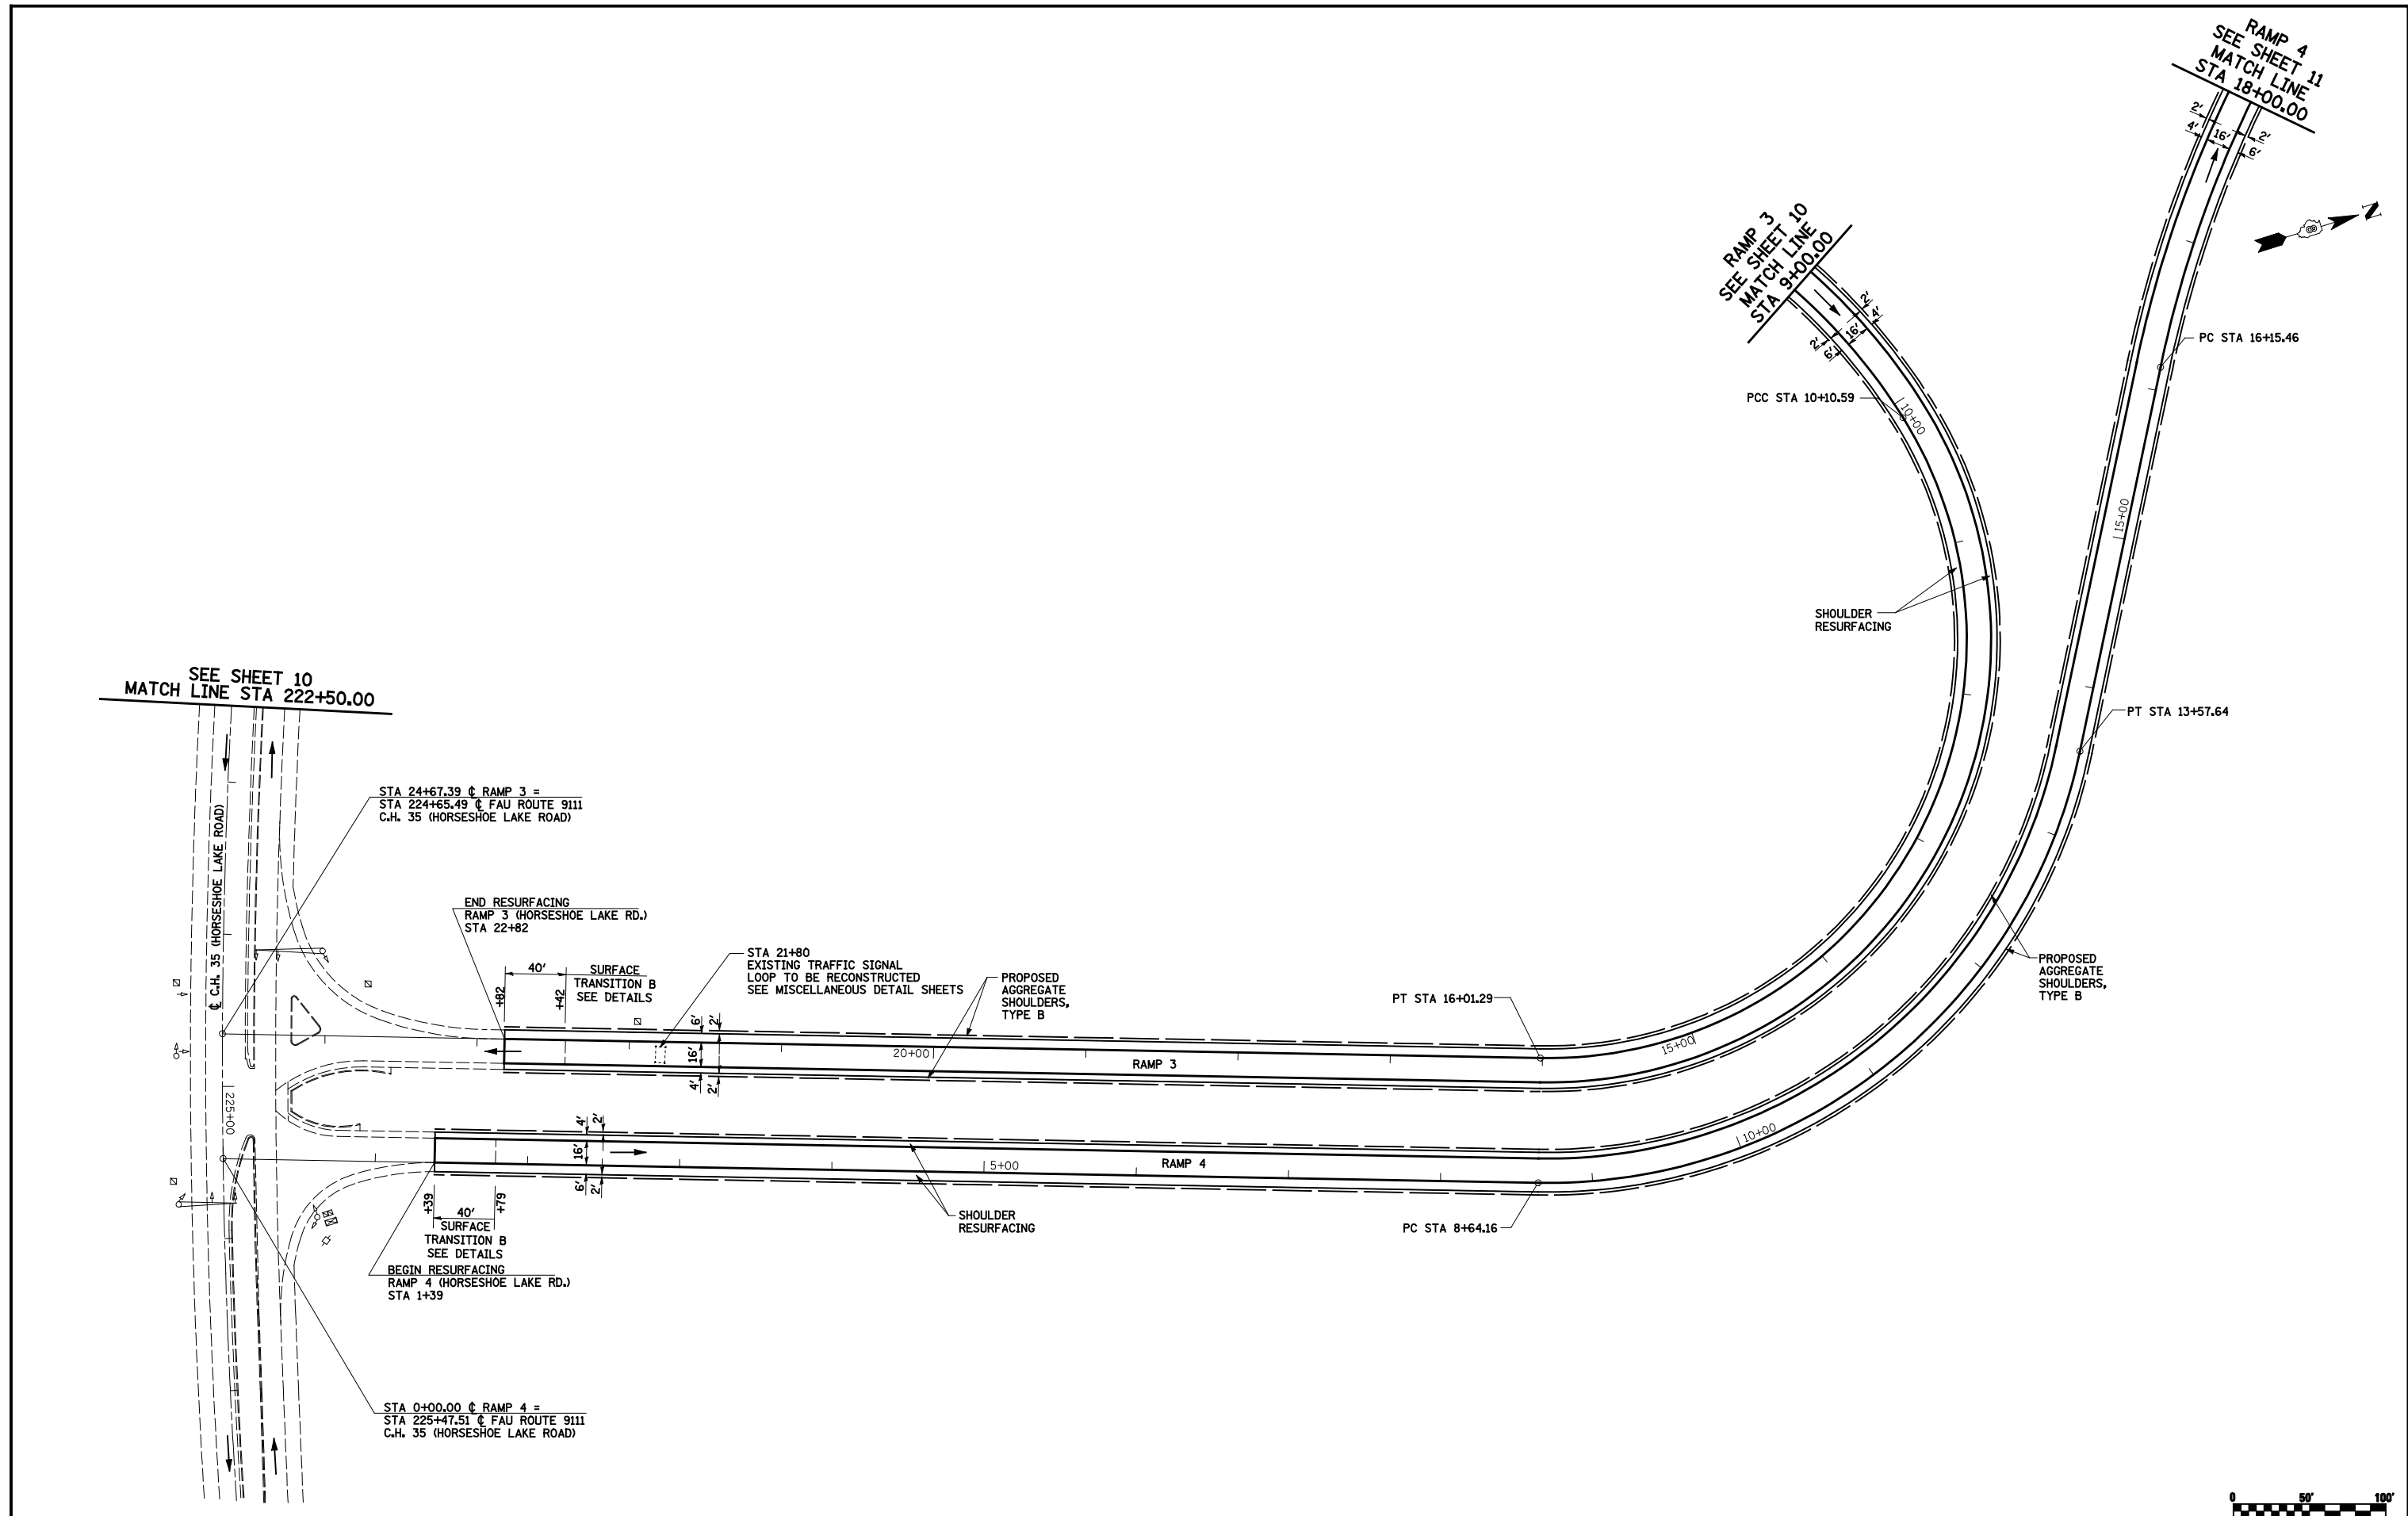 RAMP 4
SEE SHEET 11
MATCH LINE
STA 18+00.00
2'
4'
16'
2'
6'
N
RAMP 3
SEE SHEET 10
MATCH LINE
STA 9+00.00
2'
4'
16'
2'
6'
PC STA 16+15.46
PCC STA 10+10.59
10+00
15+00
SHOULDER
RESURFACING
SEE SHEET 10
MATCH LINE STA 222+50.00
PT STA 13+57.64
STA 24+67.39 ℄ RAMP 3 =
STA 224+65.49 ℄ FAU ROUTE 9111
C.H. 35 (HORSESHOE LAKE ROAD)
℄ C.H. 35 (HORSESHOE LAKE ROAD)
END RESURFACING
RAMP 3 (HORSESHOE LAKE RD.)
STA 22+82
STA 21+80
EXISTING TRAFFIC SIGNAL
LOOP TO BE RECONSTRUCTED
SEE MISCELLANEOUS DETAIL SHEETS
40'
SURFACE
TRANSITION B
SEE DETAILS
+82
+42
PROPOSED
AGGREGATE
SHOULDERS,
TYPE B
PROPOSED
AGGREGATE
SHOULDERS,
TYPE B
PT STA 16+01.29
6'
2'
16'
4'
2'
20+00
RAMP 3
15+00
225+00
4'
2'
16'
6'
2'
5+00
RAMP 4
10+00
+39
+79
40'
SURFACE
TRANSITION B
SEE DETAILS
SHOULDER
RESURFACING
PC STA 8+64.16
BEGIN RESURFACING
RAMP 4 (HORSESHOE LAKE RD.)
STA 1+39
STA 0+00.00 ℄ RAMP 4 =
STA 225+47.51 ℄ FAU ROUTE 9111
C.H. 35 (HORSESHOE LAKE ROAD)
0 50' 100'